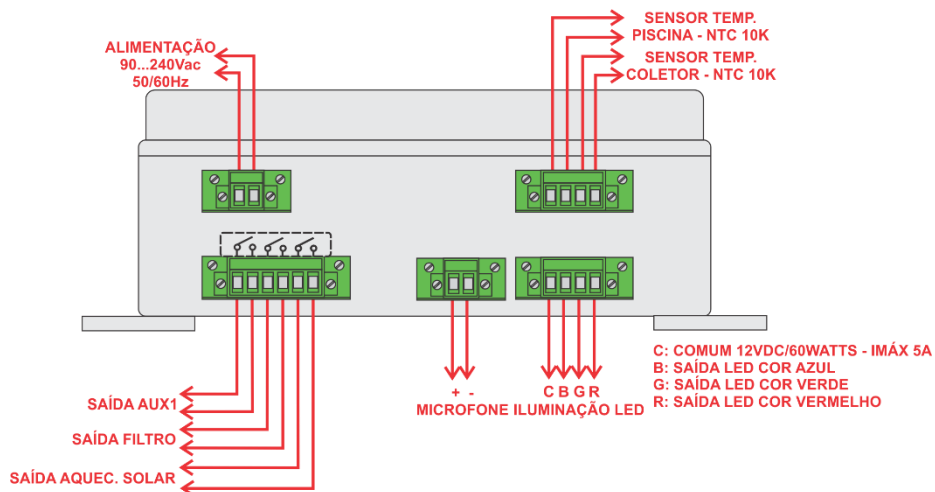 ALIMENTAÇÃO
90...240Vac
50/60Hz
SENSOR TEMP.
PISCINA - NTC 10K
SENSOR TEMP.
COLETOR - NTC 10K
SAÍDA AUX1
SAÍDA FILTRO
SAÍDA AQUEC. SOLAR
+ -
MICROFONE
C B G R
ILUMINAÇÃO LED
C: COMUM 12VDC/60WATTS - IMÁX 5A
B: SAÍDA LED COR AZUL
G: SAÍDA LED COR VERDE
R: SAÍDA LED COR VERMELHO